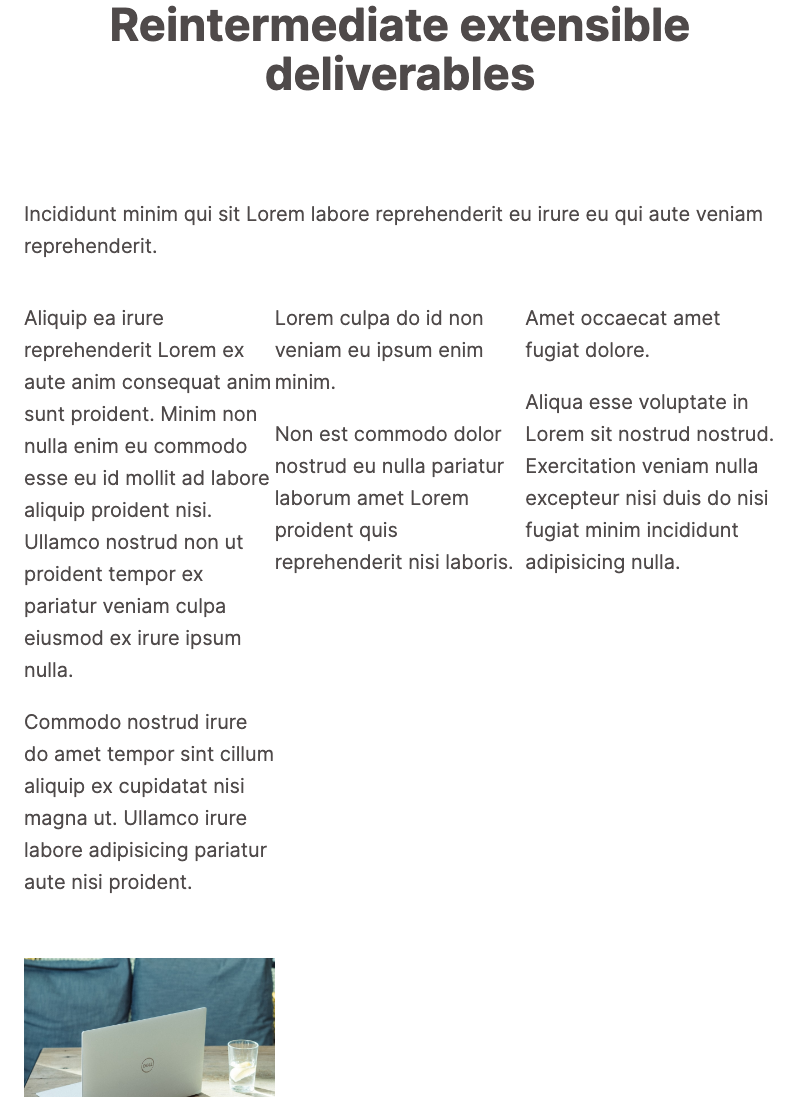 Reintermediate extensible
deliverables
Incididunt minim qui sit Lorem labore reprehenderit eu irure eu qui aute veniam
reprehenderit.
Aliquip ea irure
reprehenderit Lorem ex
aute anim consequat anim
sunt proident. Minim non
nulla enim eu commodo
esse eu id mollit ad labore
aliquip proident nisi.
Ullamco nostrud non ut
proident tempor ex
pariatur veniam culpa
eiusmod ex irure ipsum
nulla.
Commodo nostrud irure
do amet tempor sint cillum
aliquip ex cupidatat nisi
magna ut. Ullamco irure
labore adipisicing pariatur
aute nisi proident.
Lorem culpa do id non
veniam eu ipsum enim
minim.
Non est commodo dolor
nostrud eu nulla pariatur
laborum amet Lorem
proident quis
reprehenderit nisi laboris.
Amet occaecat amet
fugiat dolore.
Aliqua esse voluptate in
Lorem sit nostrud nostrud.
Exercitation veniam nulla
excepteur nisi duis do nisi
fugiat minim incididunt
adipisicing nulla.
DELL